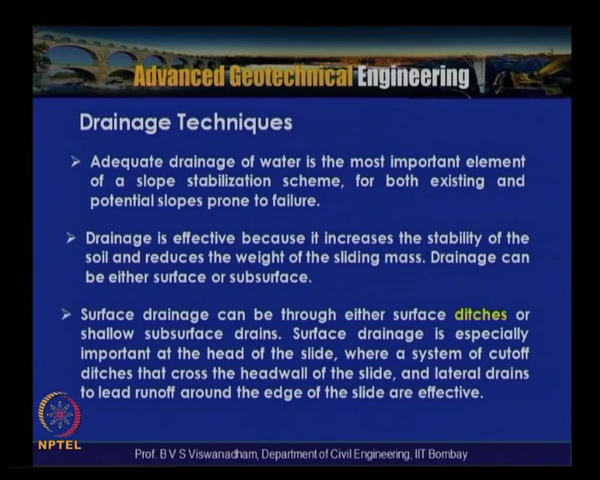 Advanced Geotechnical Engineering
Drainage Techniques
➢ Adequate drainage of water is the most important element
of a slope stabilization scheme, for both existing and
potential slopes prone to failure.
➢ Drainage is effective because it increases the stability of the
soil and reduces the weight of the sliding mass. Drainage can
be either surface or subsurface.
➢ Surface drainage can be through either surface ditches or
shallow subsurface drains. Surface drainage is especially
important at the head of the slide, where a system of cutoff
ditches that cross the headwall of the slide, and lateral drains
to lead runoff around the edge of the slide are effective.
NPTEL
Prof. B V S Viswanadham, Department of Civil Engineering, IIT Bombay